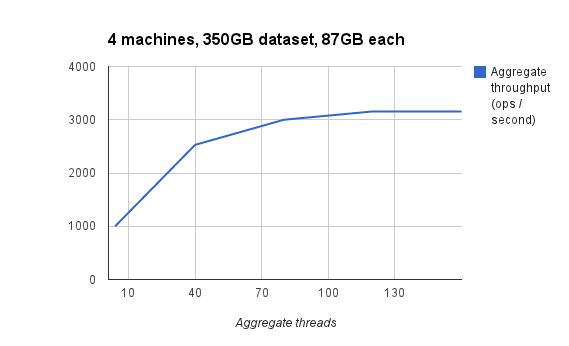 4 machines, 350GB dataset, 87GB each
4000
3000
2000
1000
0
10 40 70 100 130
Aggregate threads
Aggregate
throughput
(ops /
second)